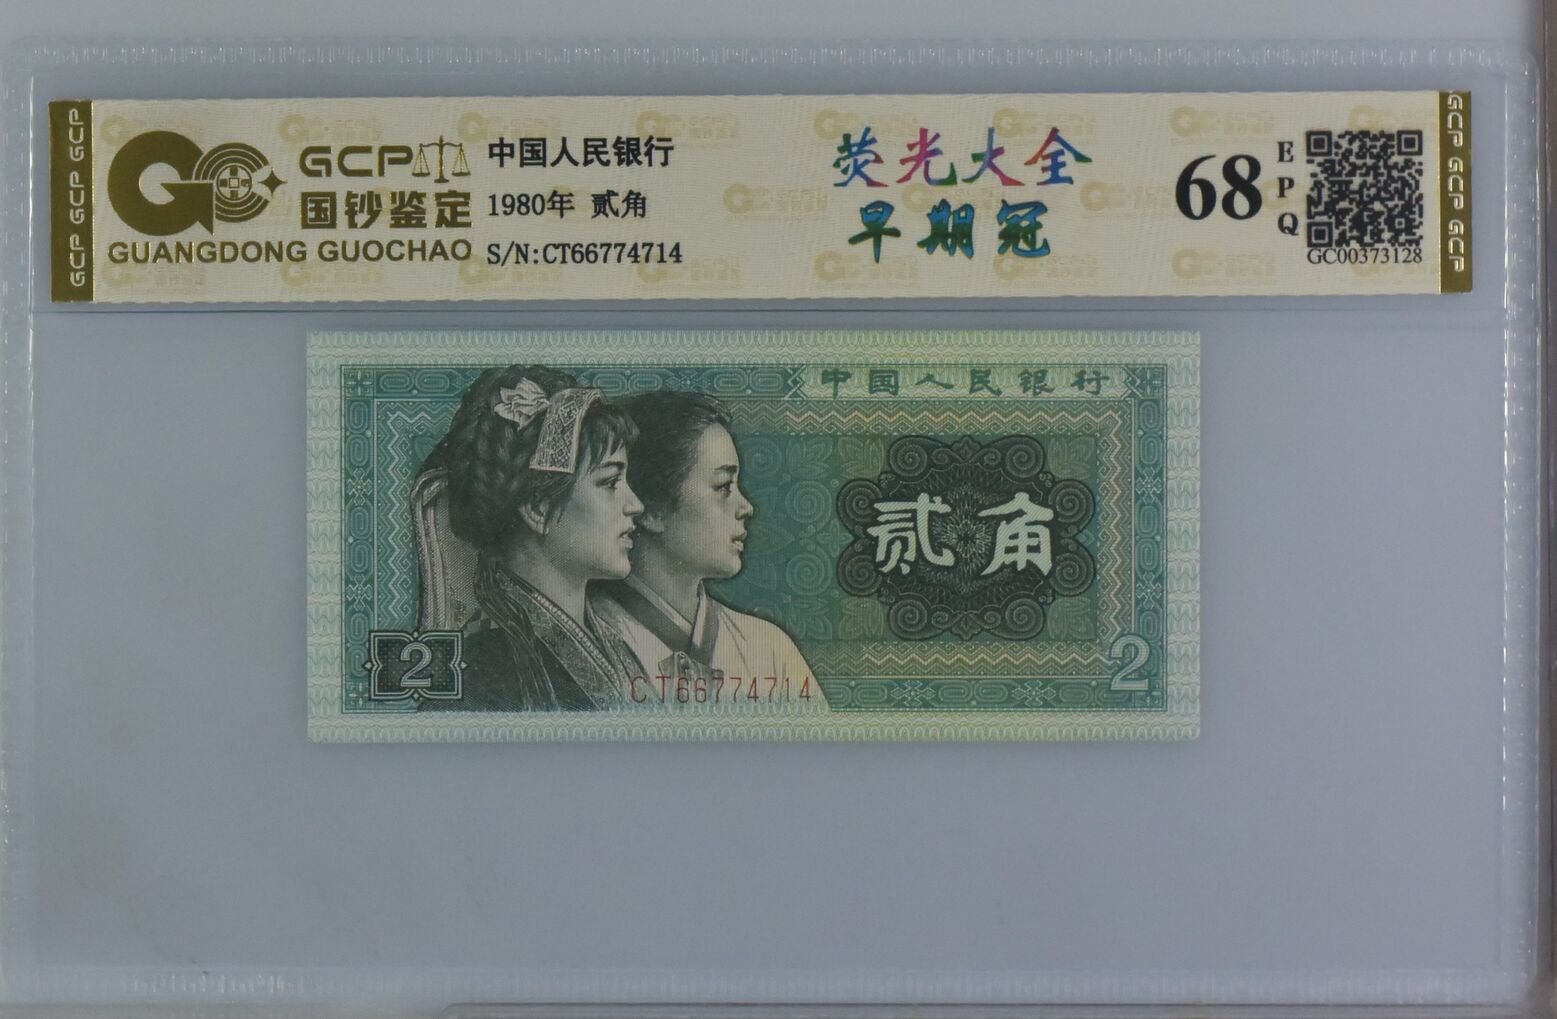 GCP GCP GCP
GCP
国钞鉴定
GUANGDONG GUOCHAO
中国人民银行
1980年 贰角
S/N:CT66774714
荧光大全
早期冠
68
EPQ
GC00373128
GCP GCP GCP
中国人民银行
贰角
2
2
CT66774714